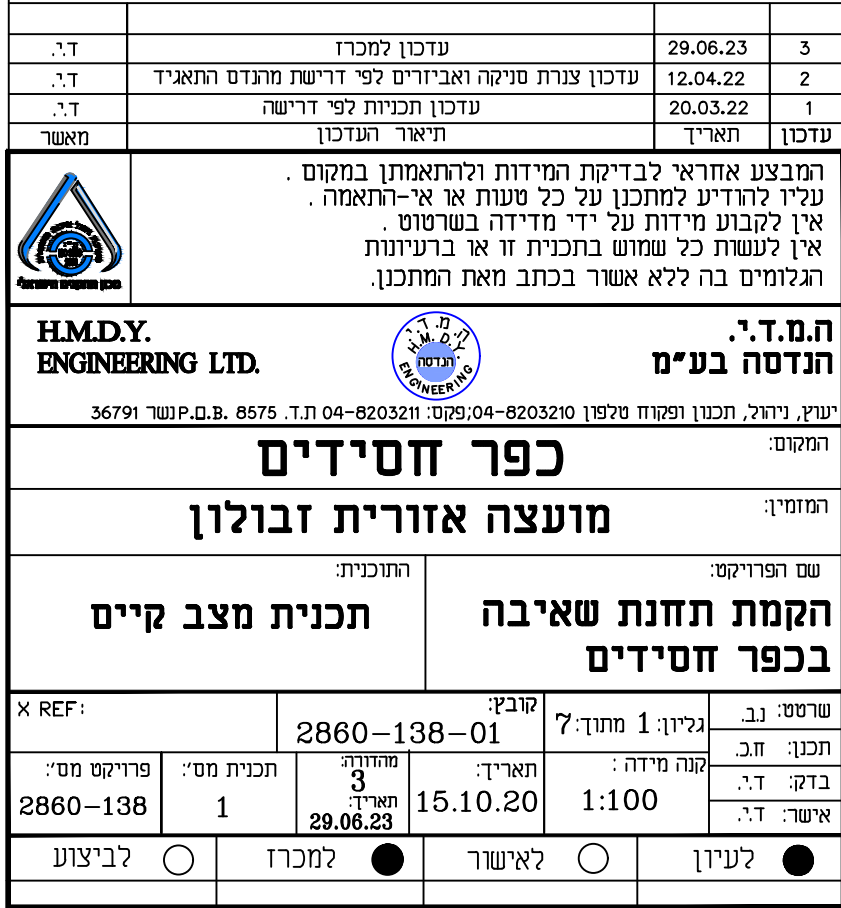 3 29.06.23 עדכון למכרז ד.י.
2 12.04.22 עדכון צנרת סניקה ואביזרים לפי דרישת מהנדס התאגיד ד.י.
1 20.03.22 עדכון תכניות לפי דרישה ד.י.
עדכון תאריך תיאור העדכון מאשר
המבצע אחראי לבדיקת המידות ולהתאמתן במקום .
עליו להודיע למתכנן על כל טעות או אי-התאמה .
אין לקבוע מידות על ידי מדידה בשרטוט .
אין לעשות כל שמוש בתכנית זו או ברעיונות
הגלומים בה ללא אשור בכתב מאת המתכנן.
מכון התקנים הישראלי
ה.מ.ד.י.
הנדסה בע"מ
ה.מ.ד.י
H.M.D.Y.
הנדסה
ENGINEERING
H.M.D.Y.
ENGINEERING LTD.
יעוץ, ניהול, תכנון ופקוח טלפון 04-8203210;פקס: 04-8203211 ת.ד. 8575 P.O.B. נשר 36791
המקום:
כפר חסידים
המזמין:
מועצה אזורית זבולון
שם הפרויקט:
הקמת תחנת שאיבה
בכפר חסידים
התוכנית:
תכנית מצב קיים
שרטט: נ.ב.
תכנן: ח.כ.
בדק: ד.י.
אישר: ד.י.
גליון: 1 מתוך: 7
קובץ:
2860-138-01
X REF:
קנה מידה :
1:100
תאריך:
15.10.20
מהדורה:
3
תאריך:
29.06.23
תכנית מס':
1
פרויקט מס':
2860-138
לעיון
לאישור
למכרז
לביצוע